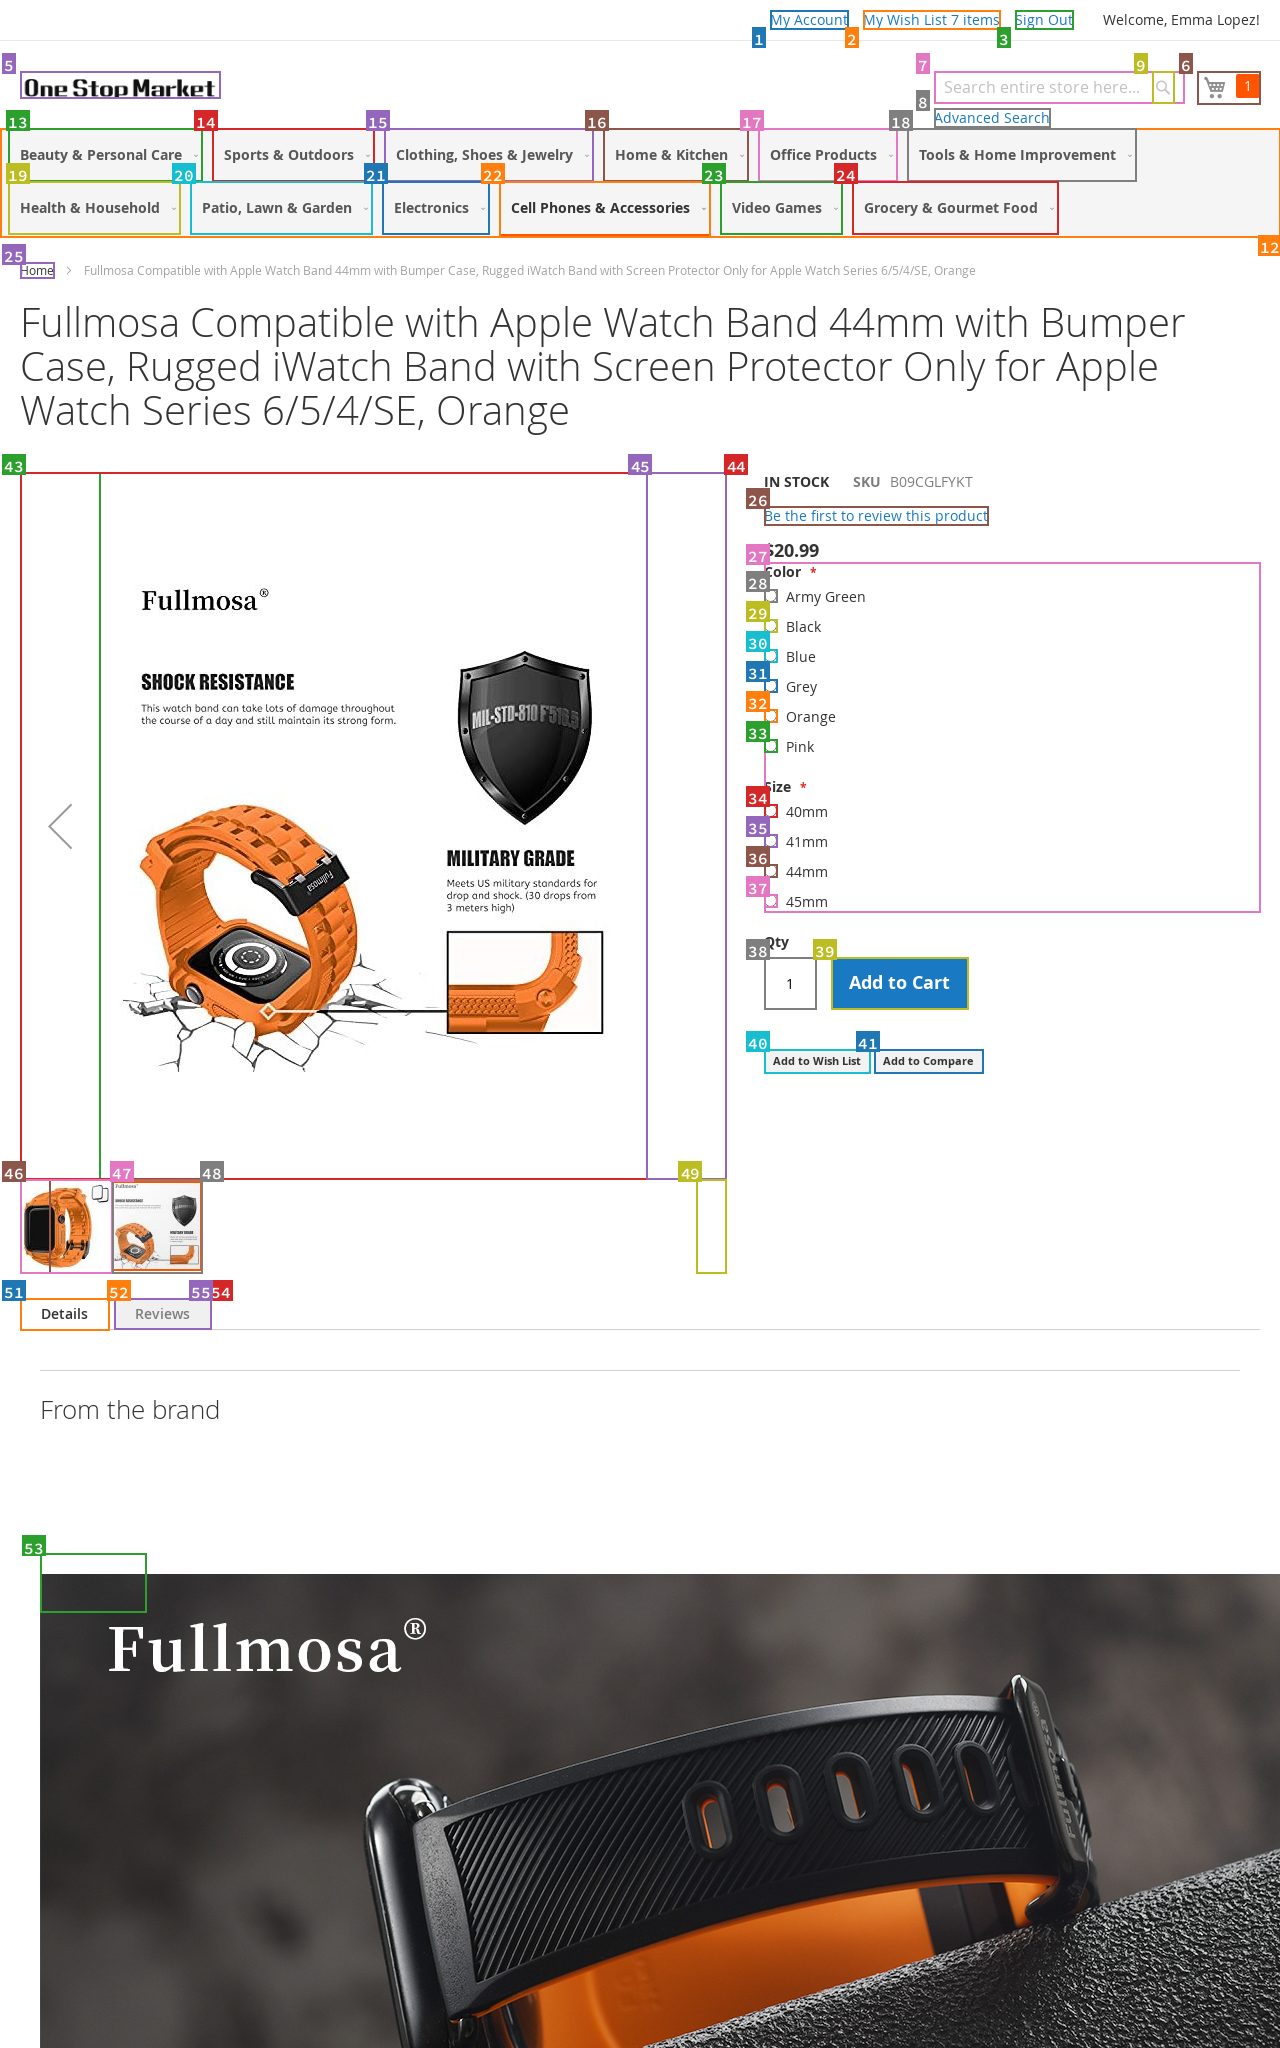 My Account My Wish List 7 items Sign Out Welcome, Emma Lopez!
1 2 3
5 7 9 6
One Stop Market Search entire store here... 1
8
Advanced Search
13 14 15 16 17 18
Beauty & Personal Care Sports & Outdoors Clothing, Shoes & Jewelry Home & Kitchen Office Products Tools & Home Improvement
19 20 21 22 23 24
Health & Household Patio, Lawn & Garden Electronics Cell Phones & Accessories Video Games Grocery & Gourmet Food
25 12
Home Fullmosa Compatible with Apple Watch Band 44mm with Bumper Case, Rugged iWatch Band with Screen Protector Only for Apple Watch Series 6/5/4/SE, Orange
Fullmosa Compatible with Apple Watch Band 44mm with Bumper
Case, Rugged iWatch Band with Screen Protector Only for Apple
Watch Series 6/5/4/SE, Orange
43 45 44
IN STOCK SKU B09CGLFYKT
26
Be the first to review this product
27
$20.99
Color *
28
Army Green
29
Black
30
Blue
31
Grey
32
Orange
33
Pink
Size *
34
40mm
35
41mm
36
44mm
37
45mm
Qty
38 39
1 Add to Cart
40 41
Add to Wish List Add to Compare
Fullmosa®
SHOCK RESISTANCE
This watch band can take lots of damage throughout
the course of a day and still maintain its strong form.
MIL-STD-810 F 516.5
MILITARY GRADE
Meets US military standards for
drop and shock. (30 drops from
3 meters high)
Fullmosa
46 47 48 49
Fullmosa
SHOCK RESISTANCE
MILITARY GRADE
51 52 55 54
Details Reviews
From the brand
53
Fullmosa®
Fullmosa®